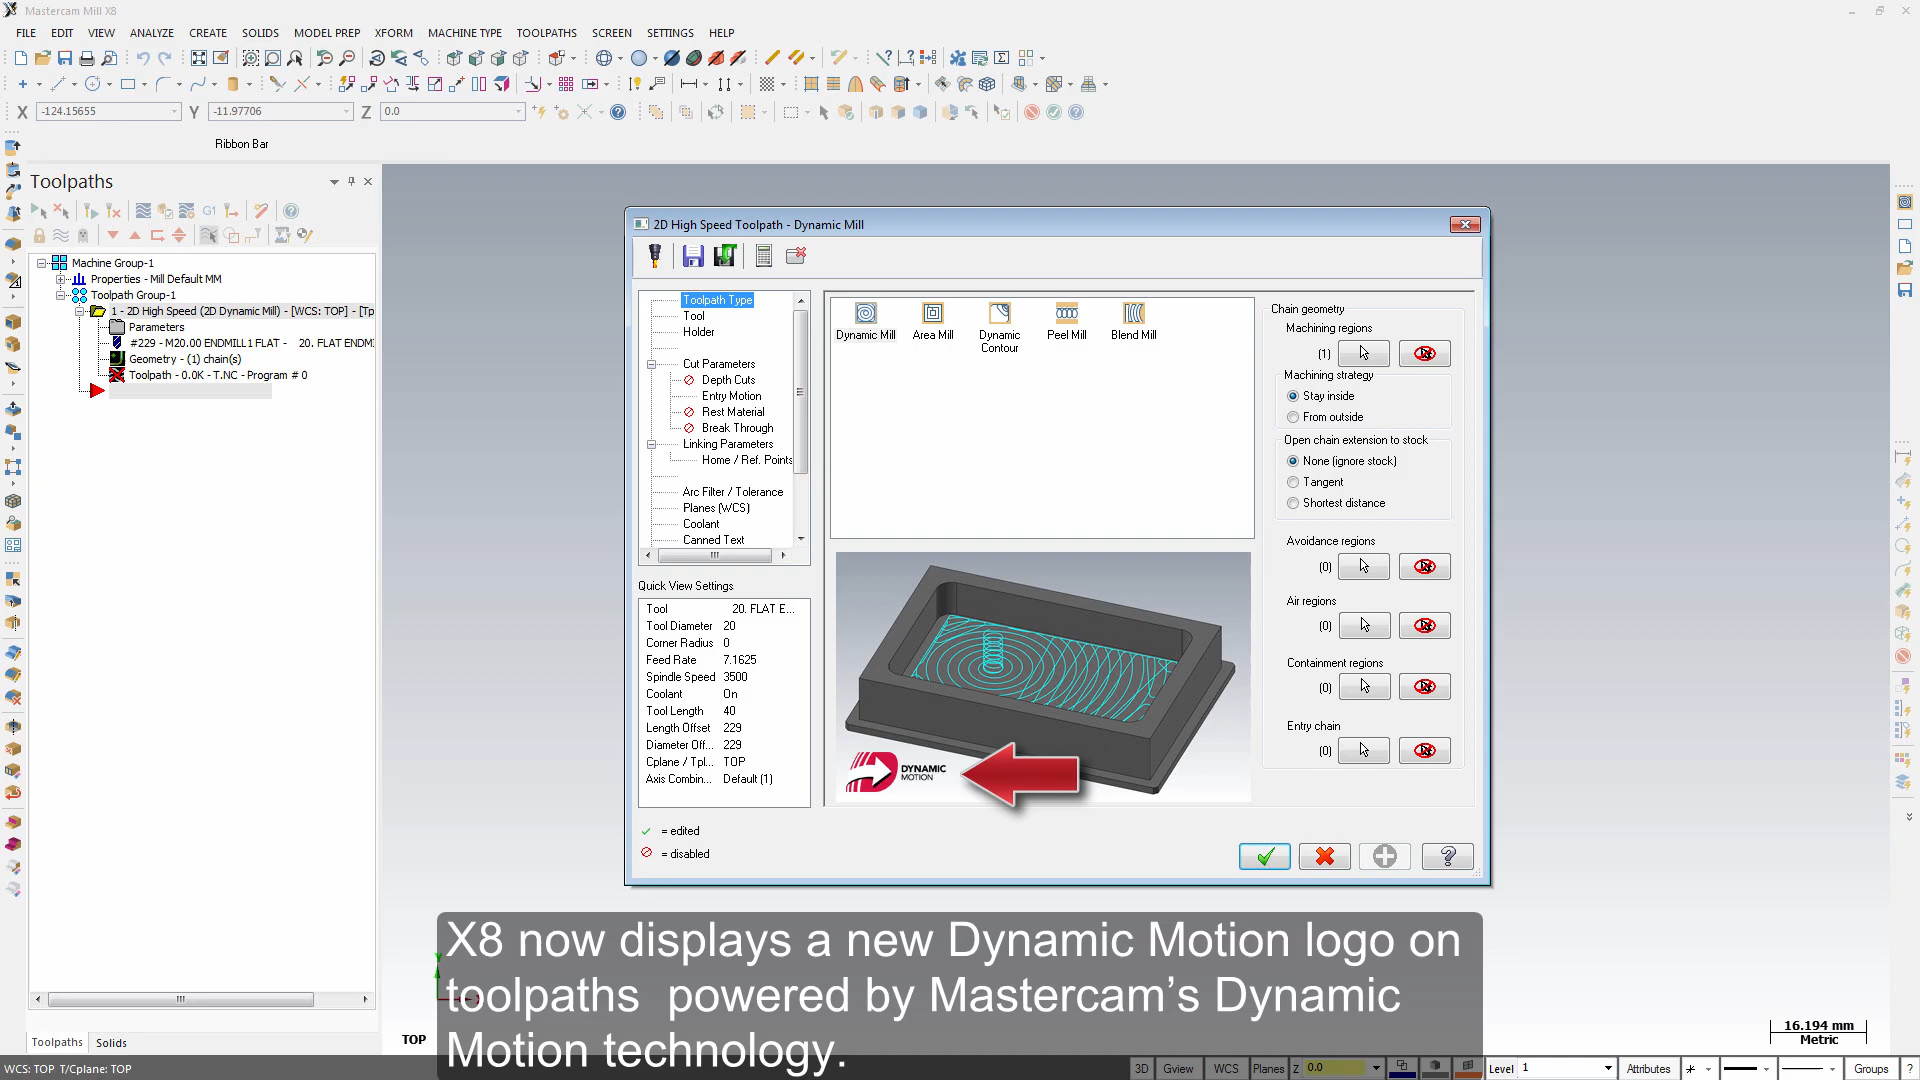 Mastercam Mill X8
FILE EDIT VIEW ANALYZE CREATE SOLIDS MODEL PREP XFORM MACHINE TYPE TOOLPATHS SCREEN SETTINGS HELP
X -124.15655 Y -11.97706 Z 0.0
Ribbon Bar
Toolpaths
G1
Machine Group-1
Properties - Mill Default MM
Toolpath Group-1
1 - 2D High Speed (2D Dynamic Mill) - [WCS: TOP] - [Tp
Parameters
#229 - M20.00 ENDMILL1 FLAT - 20. FLAT ENDM
Geometry - (1) chain(s)
Toolpath - 0.0K - T.NC - Program # 0
2D High Speed Toolpath - Dynamic Mill
Toolpath Type
Tool
Holder
Cut Parameters
Depth Cuts
Entry Motion
Rest Material
Break Through
Linking Parameters
Home / Ref. Points
Arc Filter / Tolerance
Planes (WCS)
Coolant
Canned Text
Quick View Settings
Tool 20. FLAT E...
Tool Diameter 20
Corner Radius 0
Feed Rate 7.1625
Spindle Speed 3500
Coolant On
Tool Length 40
Length Offset 229
Diameter Off... 229
Cplane / Tpl... TOP
Axis Combin... Default (1)
= edited
= disabled
Dynamic Mill
Area Mill
Dynamic Contour
Peel Mill
Blend Mill
DYNAMIC
MOTION
Chain geometry
Machining regions
(1)
Machining strategy
Stay inside
From outside
Open chain extension to stock
None (ignore stock)
Tangent
Shortest distance
Avoidance regions
(0)
Air regions
(0)
Containment regions
(0)
Entry chain
(0)
X8 now displays a new Dynamic Motion logo on
toolpaths powered by Mastercam's Dynamic
Motion technology.
TOP
16.194 mm
Metric
Toolpaths Solids
WCS: TOP T/Cplane: TOP
3D Gview WCS Planes Z 0.0 Level 1 Attributes Groups ?